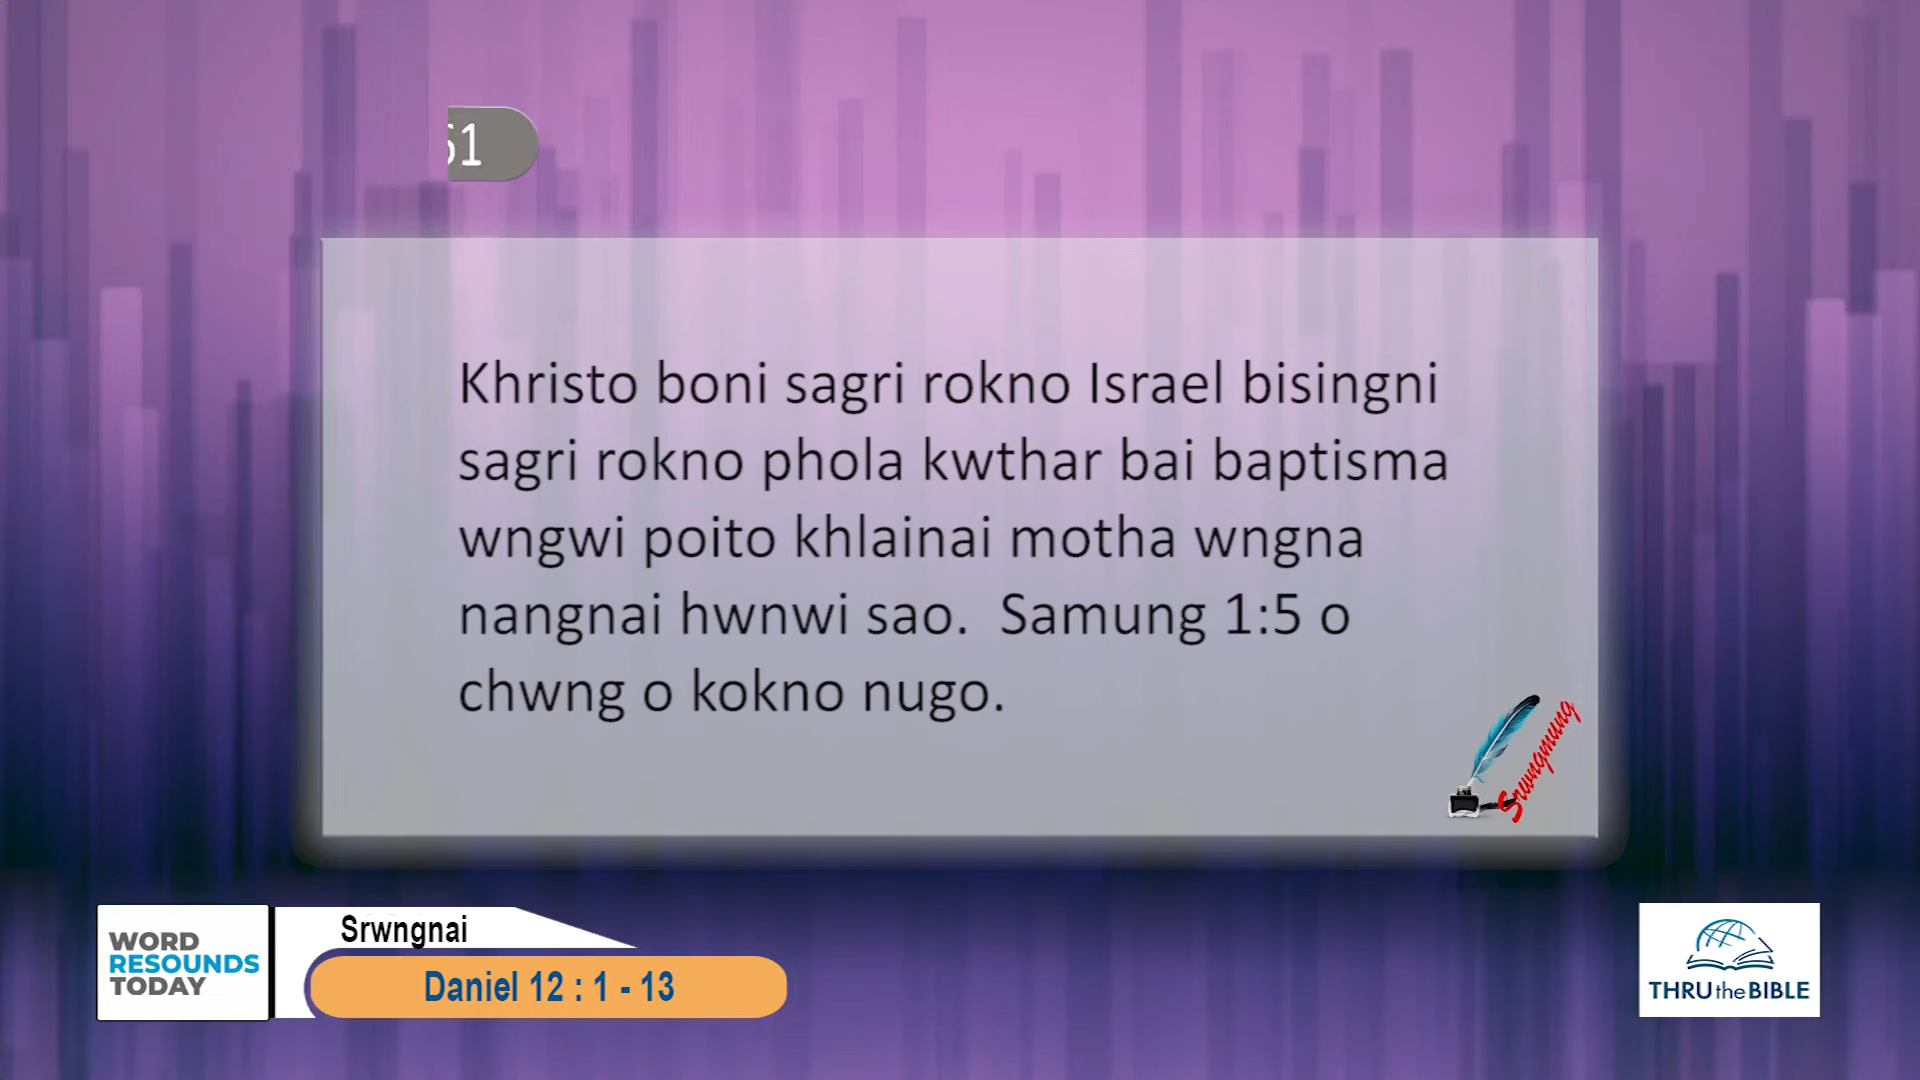 Khristo boni sagri rokno Israel bisingni
sagri rokno phola kwthar bai baptisma
wngwi poito khlainai motha wngna
nangnai hwnwi sao.  Samung 1:5 o
chwng o kokno nugo.
Srwngmung
WORD
RESOUNDS
TODAY
Srwngnai
Daniel 12 : 1 - 13
THRU the BIBLE